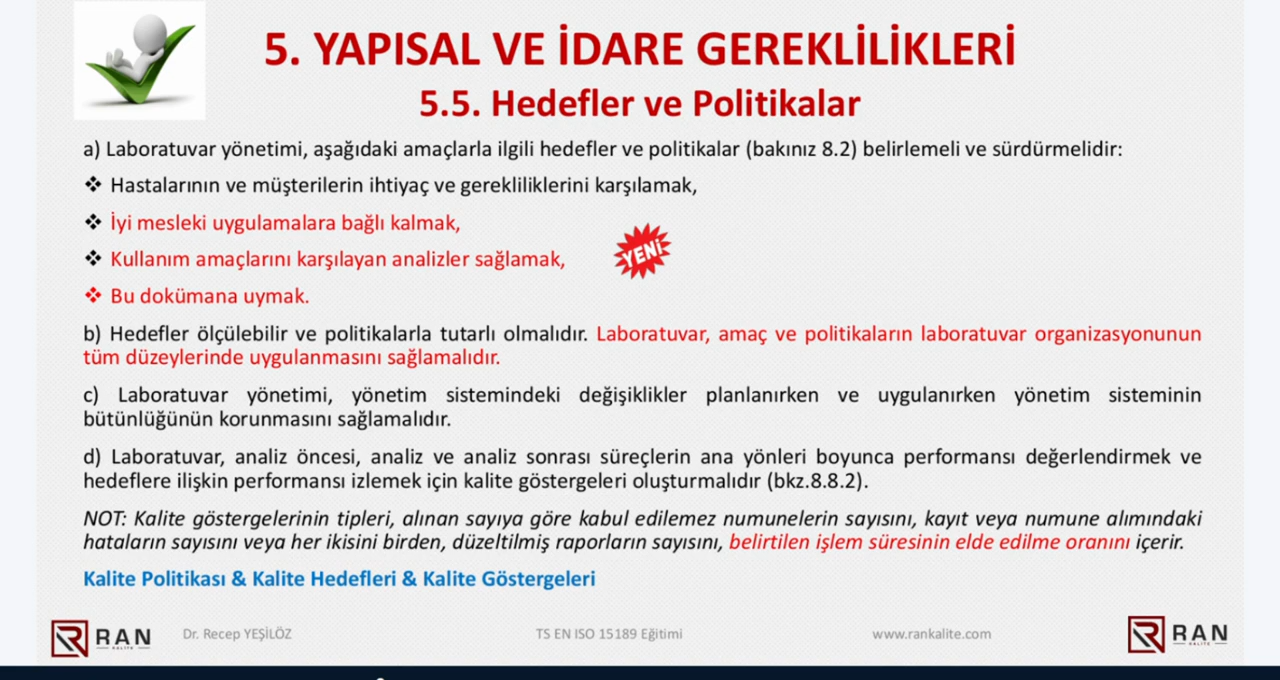 5. YAPISAL VE İDARE GEREKLİLİKLERİ
5.5. Hedefler ve Politikalar
a) Laboratuvar yönetimi, aşağıdaki amaçlarla ilgili hedefler ve politikalar (bakınız 8.2) belirlemeli ve sürdürmelidir:
❖ Hastalarının ve müşterilerin ihtiyaç ve gerekliliklerini karşılamak,
❖ İyi mesleki uygulamalara bağlı kalmak,
❖ Kullanım amaçlarını karşılayan analizler sağlamak,
YENİ
❖ Bu dokümana uymak.
b) Hedefler ölçülebilir ve politikalarla tutarlı olmalıdır. Laboratuvar, amaç ve politikaların laboratuvar organizasyonunun
tüm düzeylerinde uygulanmasını sağlamalıdır.
c) Laboratuvar yönetimi, yönetim sistemindeki değişiklikler planlanırken ve uygulanırken yönetim sisteminin
bütünlüğünün korunmasını sağlamalıdır.
d) Laboratuvar, analiz öncesi, analiz ve analiz sonrası süreçlerin ana yönleri boyunca performansı değerlendirmek ve
hedeflere ilişkin performansı izlemek için kalite göstergeleri oluşturmalıdır (bkz.8.8.2).
NOT: Kalite göstergelerinin tipleri, alınan sayıya göre kabul edilemez numunelerin sayısını, kayıt veya numune alımındaki
hataların sayısını veya her ikisini birden, düzeltilmiş raporların sayısını, belirtilen işlem süresinin elde edilme oranını içerir.
Kalite Politikası & Kalite Hedefleri & Kalite Göstergeleri
RAN
KALİTE
Dr. Recep YEŞİLÖZ
TS EN ISO 15189 Eğitimi
www.rankalite.com
RAN
KALİTE